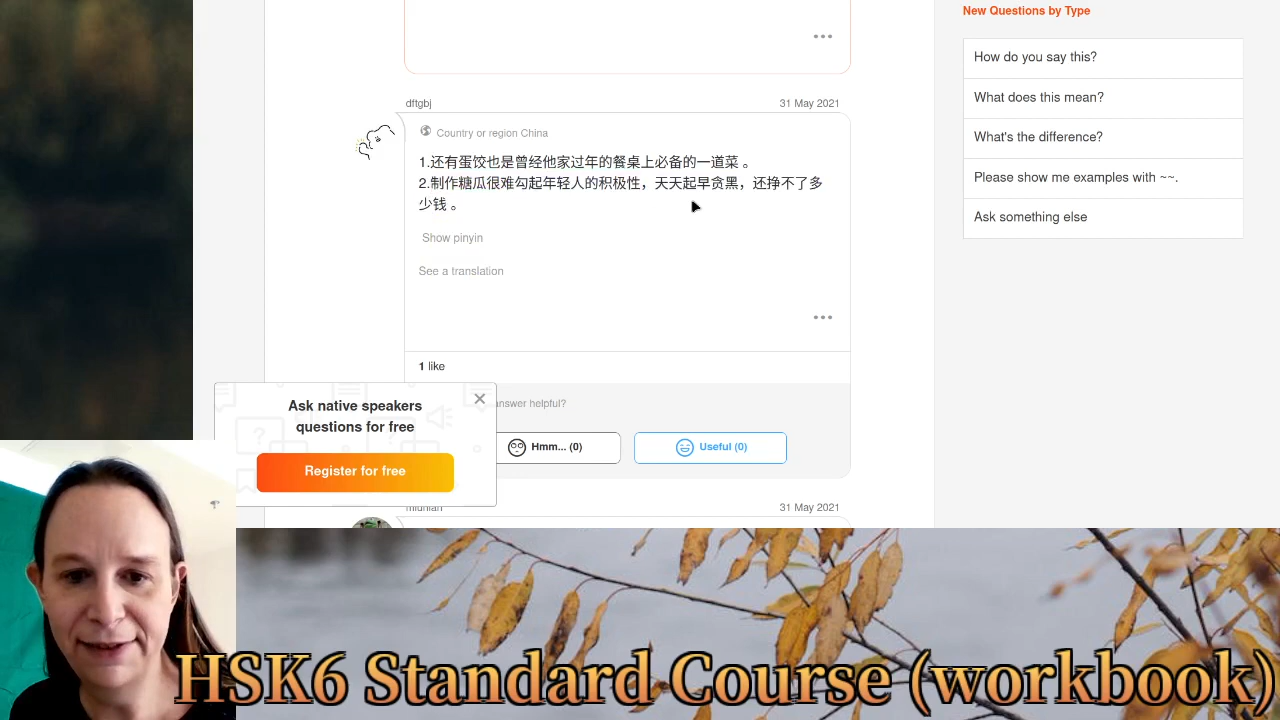 New Questions by Type
How do you say this?
What does this mean?
What's the difference?
Please show me examples with ~~.
Ask something else
dftgbj
31 May 2021
Country or region China
1.还有蛋饺也是曾经他家过年的餐桌上必备的一道菜 。
2.制作糖瓜很难勾起年轻人的积极性，天天起早贪黑，还挣不了多
少钱 。
Show pinyin
See a translation
1 like
answer helpful?
Hmm... (0)
Useful (0)
Ask native speakers
questions for free
Register for free
31 May 2021
HSK6 Standard Course (workbook)